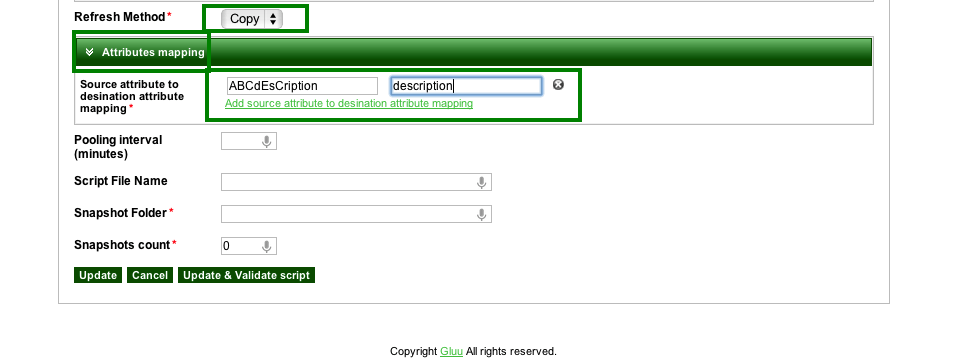 Refresh Method*
Copy
Attributes mapping
Source attribute to
desination attribute
mapping*
ABCdEsCription
description
Add source attribute to desination attribute mapping
Pooling interval
(minutes)
Script File Name
Snapshot Folder*
Snapshots count*
0
Update Cancel Update & Validate script
Copyright Gluu All rights reserved.